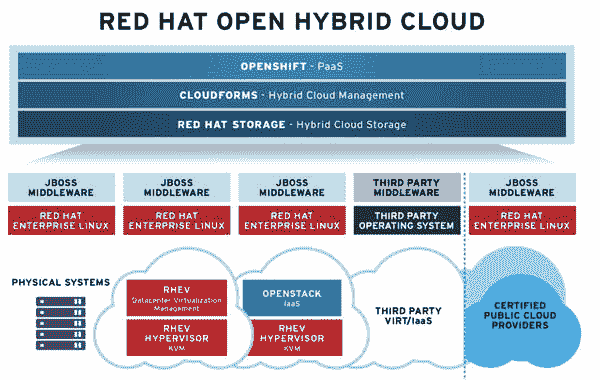 RED HAT OPEN HYBRID CLOUD
OPENSHIFT - PaaS
CLOUDFORMS - Hybrid Cloud Management
RED HAT STORAGE - Hybrid Cloud Storage
JBOSS
MIDDLEWARE
RED HAT
ENTERPRISE LINUX
JBOSS
MIDDLEWARE
RED HAT
ENTERPRISE LINUX
JBOSS
MIDDLEWARE
RED HAT
ENTERPRISE LINUX
THIRD PARTY
MIDDLEWARE
THIRD PARTY
OPERATING SYSTEM
JBOSS
MIDDLEWARE
RED HAT
ENTERPRISE LINUX
PHYSICAL SYSTEMS
RHEV
Datacenter Virtualization
Management
RHEV
HYPERVISOR
KVM
OPENSTACK
IaaS
RHEV
HYPERVISOR
KVM
THIRD PARTY
VIRT/IaaS
CERTIFIED
PUBLIC CLOUD
PROVIDERS